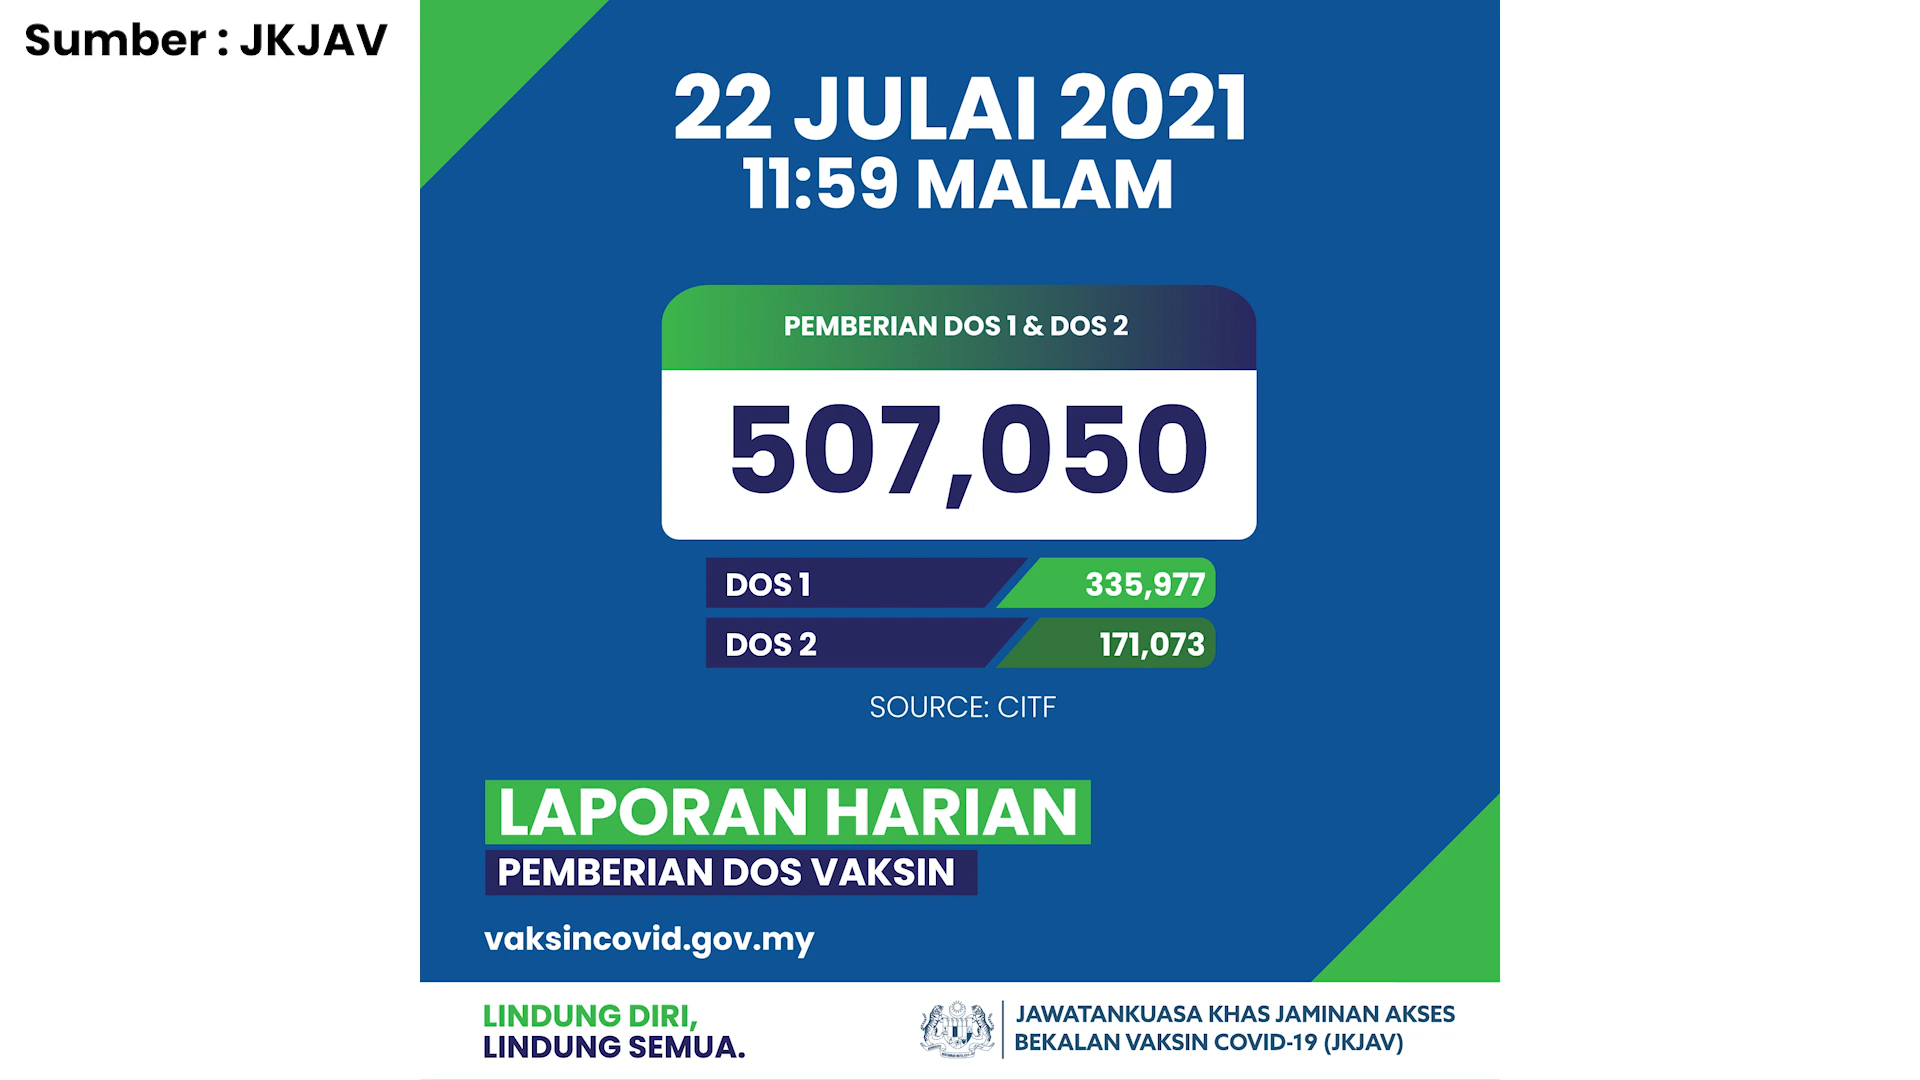 Sumber : JKJAV
22 JULAI 2021
11:59 MALAM
PEMBERIAN DOS 1 & DOS 2
507,050
DOS 1 335,977
DOS 2 171,073
SOURCE: CITF
LAPORAN HARIAN
PEMBERIAN DOS VAKSIN
vaksincovid.gov.my
LINDUNG DIRI,
LINDUNG SEMUA.
JAWATANKUASA KHAS JAMINAN AKSES
BEKALAN VAKSIN COVID-19 (JKJAV)